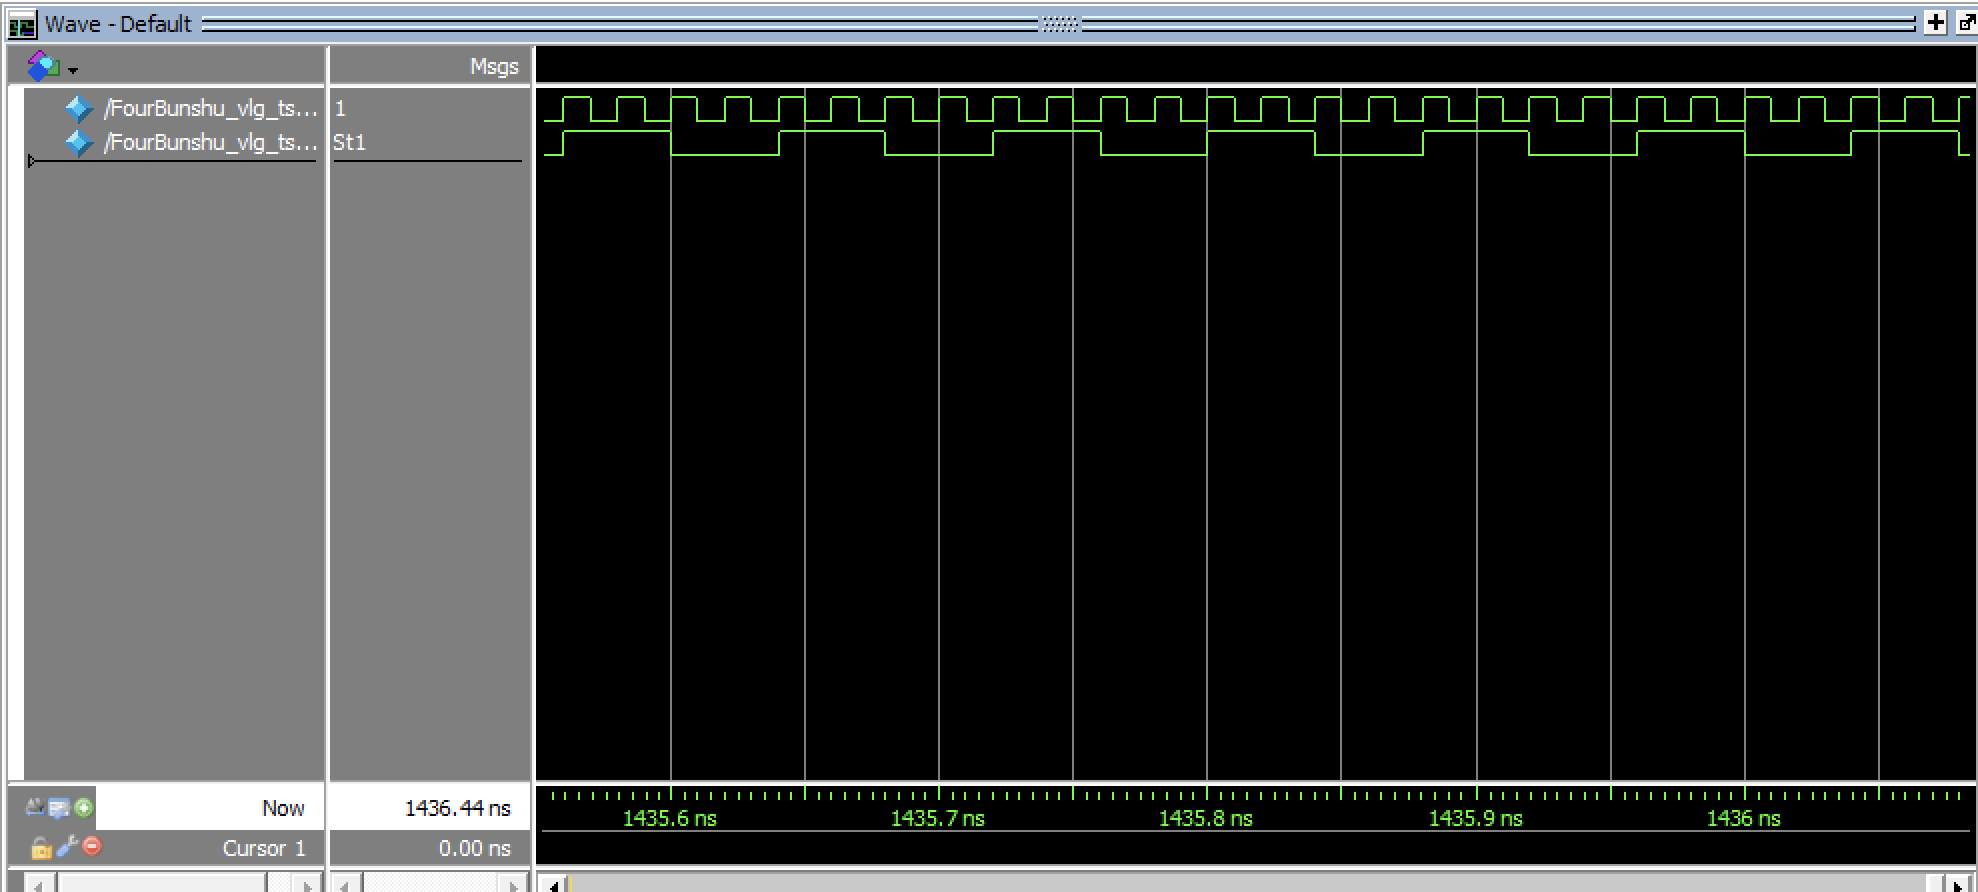 Wave - Default
Msgs
/FourBunshu_vlg_ts... 1
/FourBunshu_vlg_ts... St1
Now 1436.44 ns
1435.6 ns 1435.7 ns 1435.8 ns 1435.9 ns 1436 ns
Cursor 1 0.00 ns